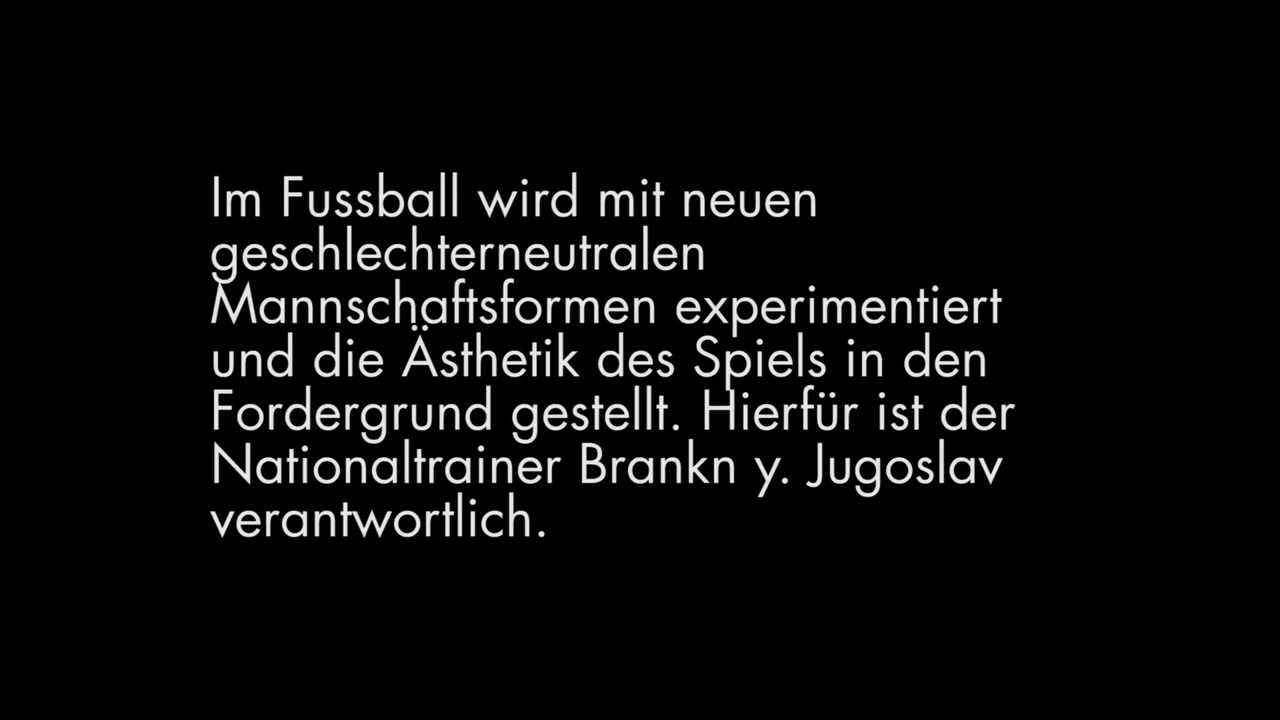 Im Fussball wird mit neuen
geschlechterneutralen
Mannschaftsformen experimentiert
und die Ästhetik des Spiels in den
Fordergrund gestellt. Hierfür ist der
Nationaltrainer Brankn y. Jugoslav
verantwortlich.